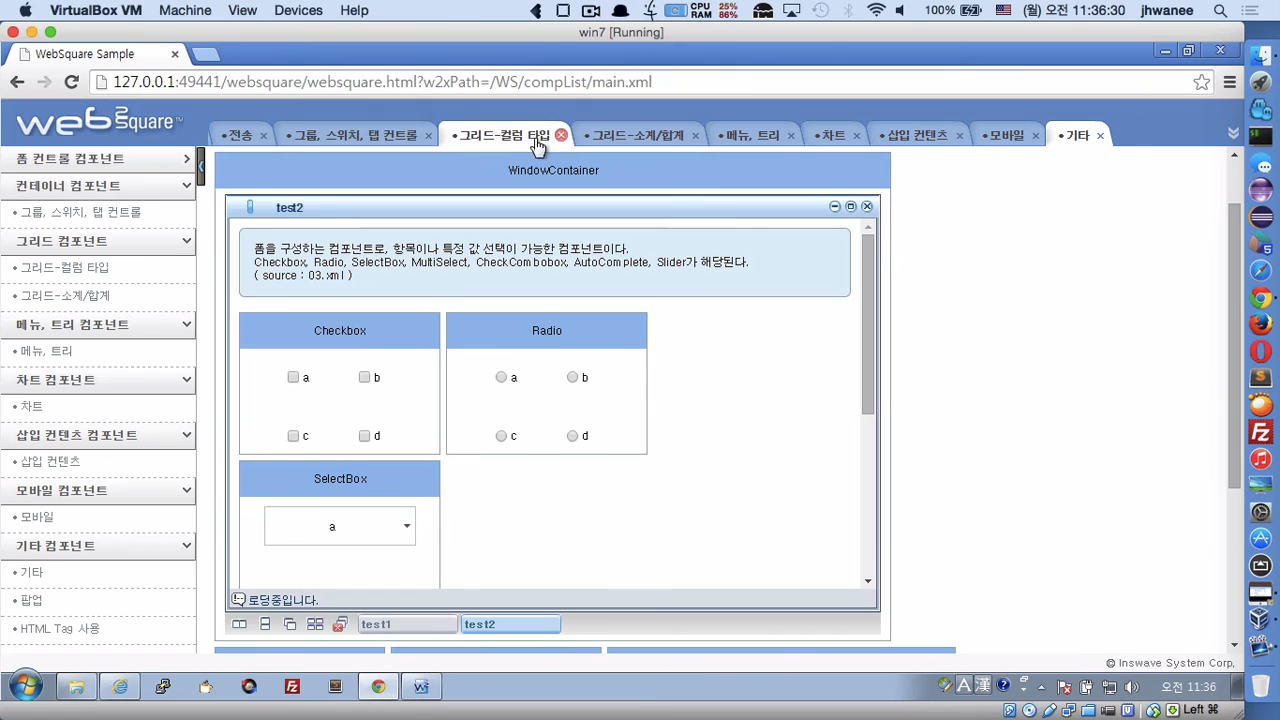 VirtualBox VM Machine View Devices Help CPU 25% RAM 86% 100% (월) 오전 11:36:30 jhwanee
win7 [Running]
WebSquare Sample
127.0.0.1:49441/websquare/websquare.html?w2xPath=/WS/cpmpList/main.xml
websquare
•전송 •그룹, 스위치, 탭 컨트롤 •그리드-컬럼 타입 •그리드-소계/합계 •메뉴, 트리 •차트 •삽입 컨텐츠 •모바일 •기타
폼 컨트롤 컴포넌트
컨테이너 컴포넌트
• 그룹, 스위치, 탭 컨트롤
그리드 컴포넌트
• 그리드-컬럼 타입
• 그리드-소계/합계
메뉴, 트리 컴포넌트
• 메뉴, 트리
차트 컴포넌트
• 차트
삽입 컨텐츠 컴포넌트
• 삽입 컨텐츠
모바일 컴포넌트
• 모바일
기타 컴포넌트
• 기타
• 팝업
• HTML Tag 사용
WindowContainer
test2
폼을 구성하는 컴포넌트로, 항목이나 특정 값 선택이 가능한 컴포넌트이다.
Checkbox, Radio, SelectBox, MultiSelect, CheckCombobox, AutoComplete, Slider가 해당된다.
( source : 03.xml )
Checkbox Radio
a b a b
c d c d
SelectBox
a
로딩중입니다.
test1 test2
© Inswave System Corp,
A 漢 오전 11:36
Left ⌘